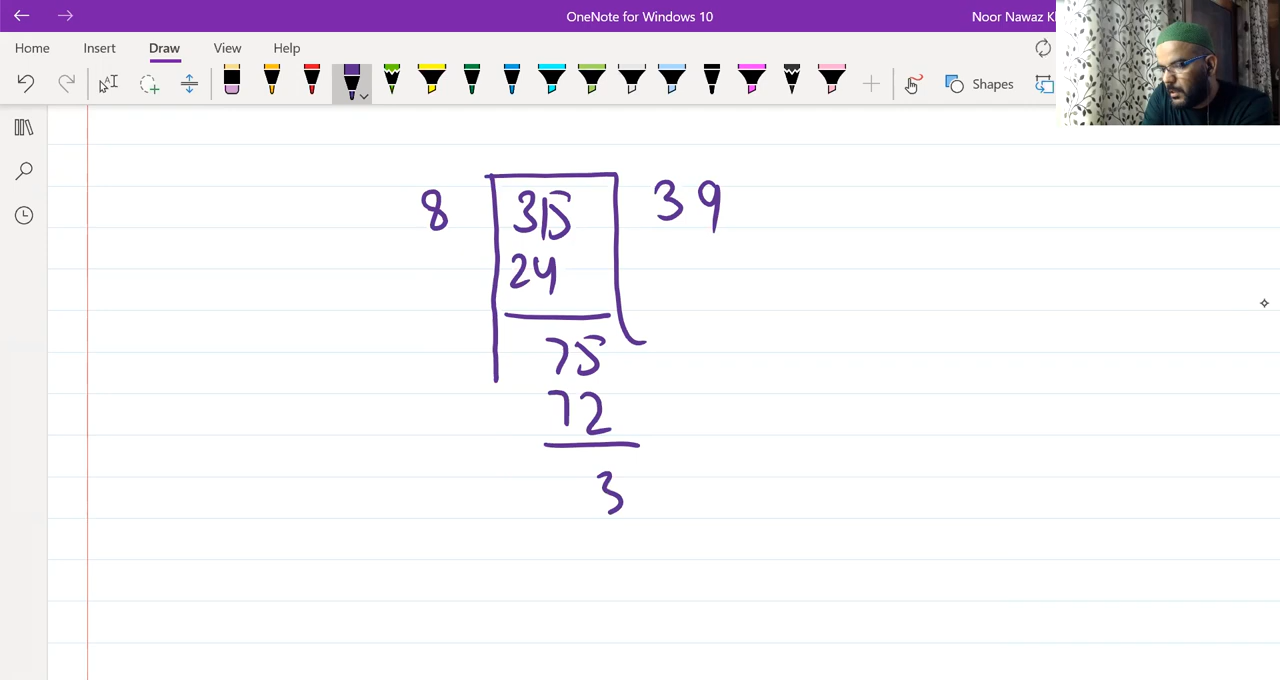 OneNote for Windows 10
Noor Nawaz
Home Insert Draw View Help
Shapes
8 315 39
24
75
72
3